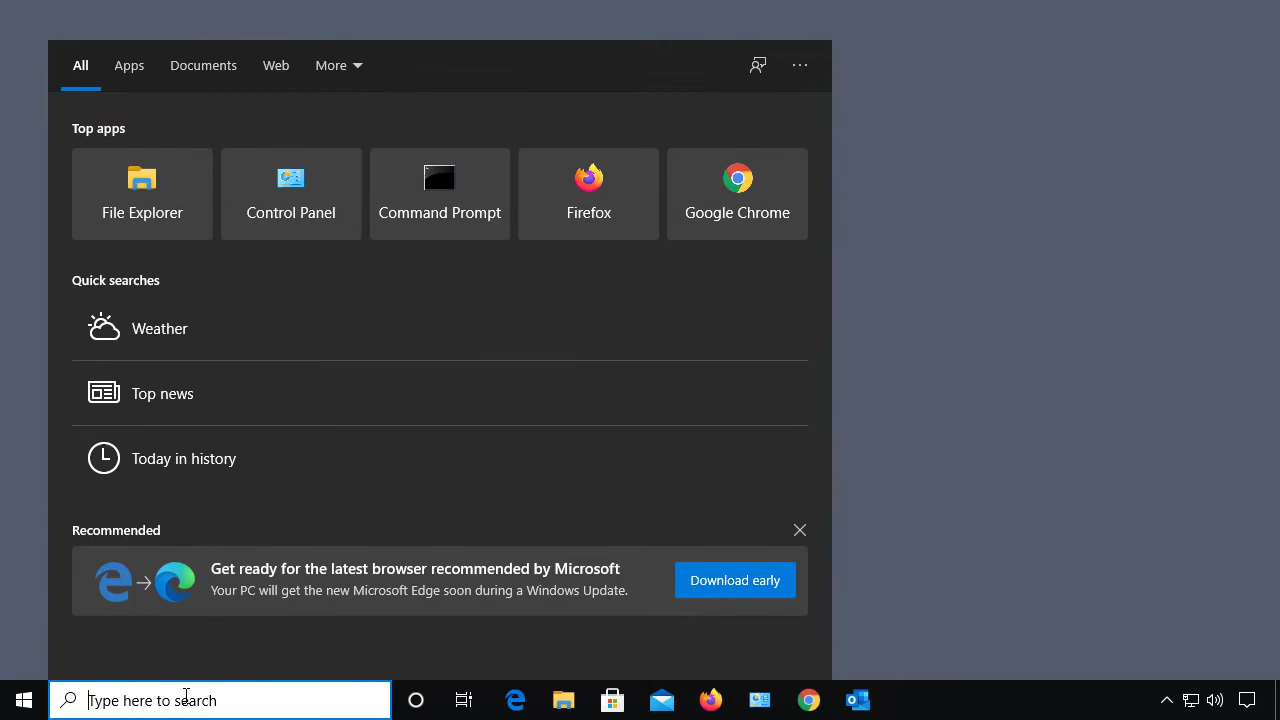 All Apps Documents Web More
Top apps
File Explorer Control Panel Command Prompt Firefox Google Chrome
Quick searches
Weather
Top news
Today in history
Recommended
Get ready for the latest browser recommended by Microsoft
Your PC will get the new Microsoft Edge soon during a Windows Update.
Download early
Type here to search